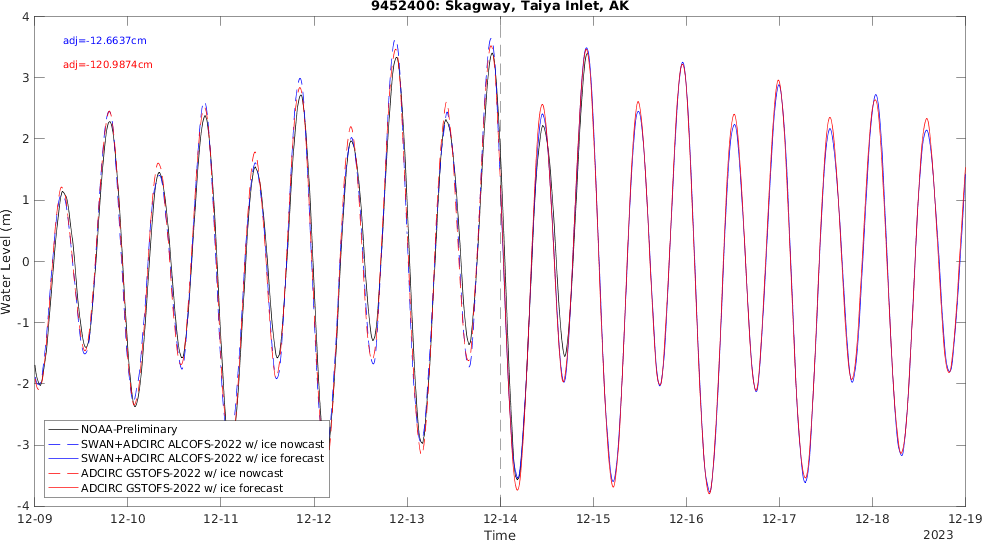 9452400: Skagway, Taiya Inlet, AK
adj=-12.6637cm
adj=-120.9874cm
4
3
2
1
0
-1
-2
-3
-4
Water Level (m)
NOAA-Preliminary
SWAN+ADCIRC ALCOFS-2022 w/ ice nowcast
SWAN+ADCIRC ALCOFS-2022 w/ ice forecast
ADCIRC GSTOFS-2022 w/ ice nowcast
ADCIRC GSTOFS-2022 w/ ice forecast
12-09 12-10 12-11 12-12 12-13 12-14 12-15 12-16 12-17 12-18 12-19
Time
2023